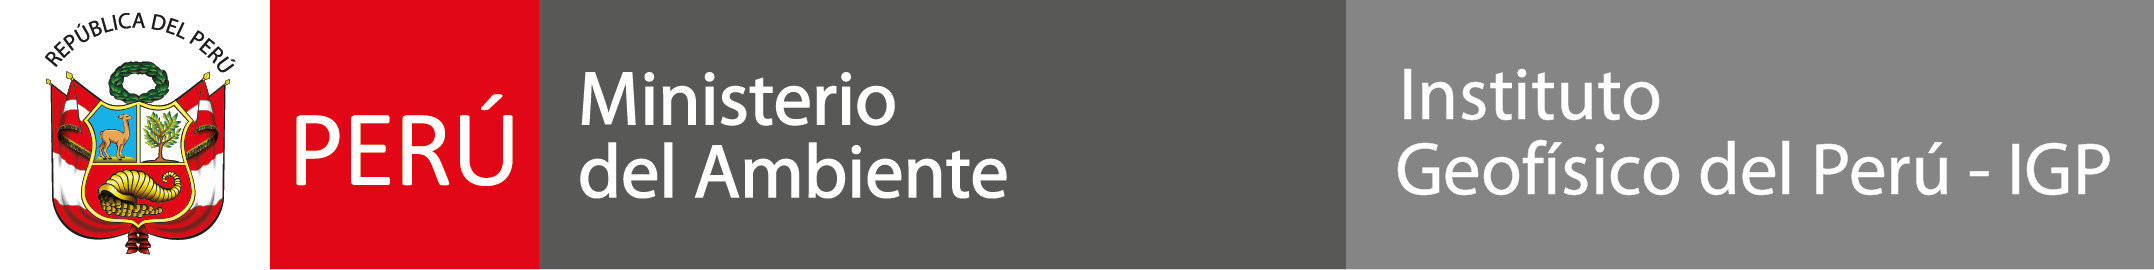 REPÚBLICA DEL PERÚ
PERÚ
Ministerio
del Ambiente
Instituto
Geofísico del Perú - IGP